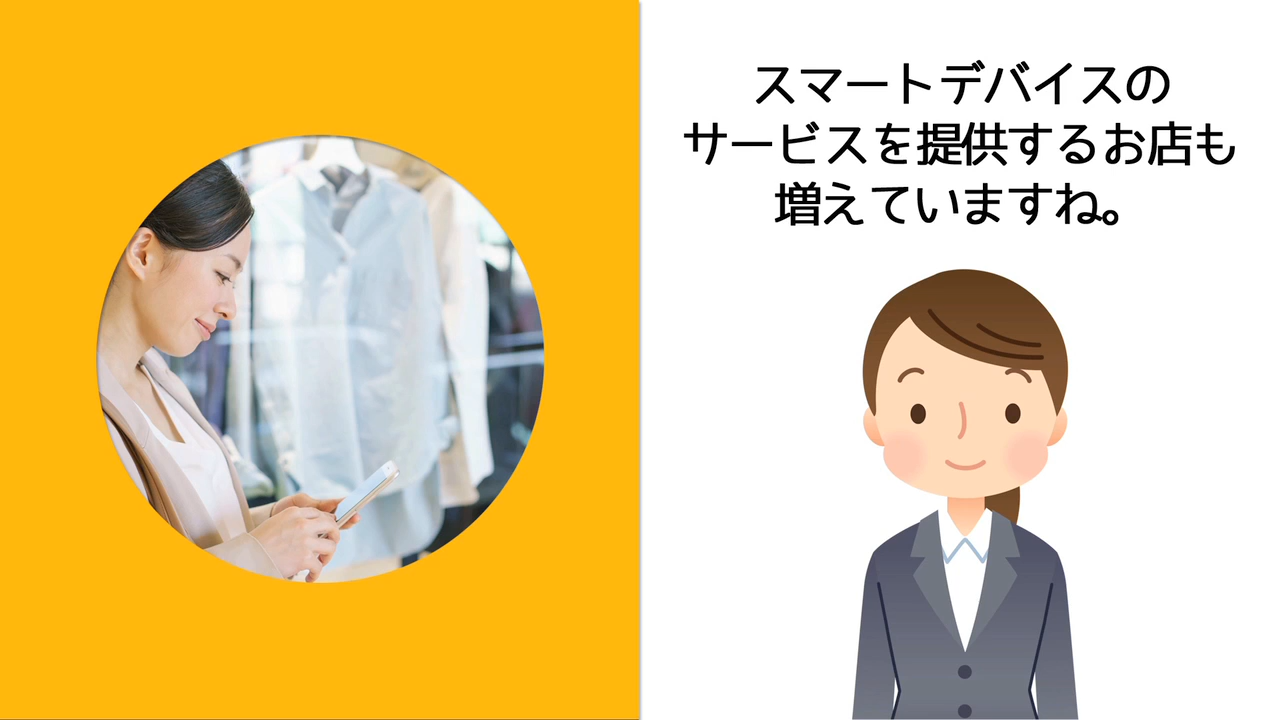 スマートデバイスの
サービスを提供するお店も
増えていますね。